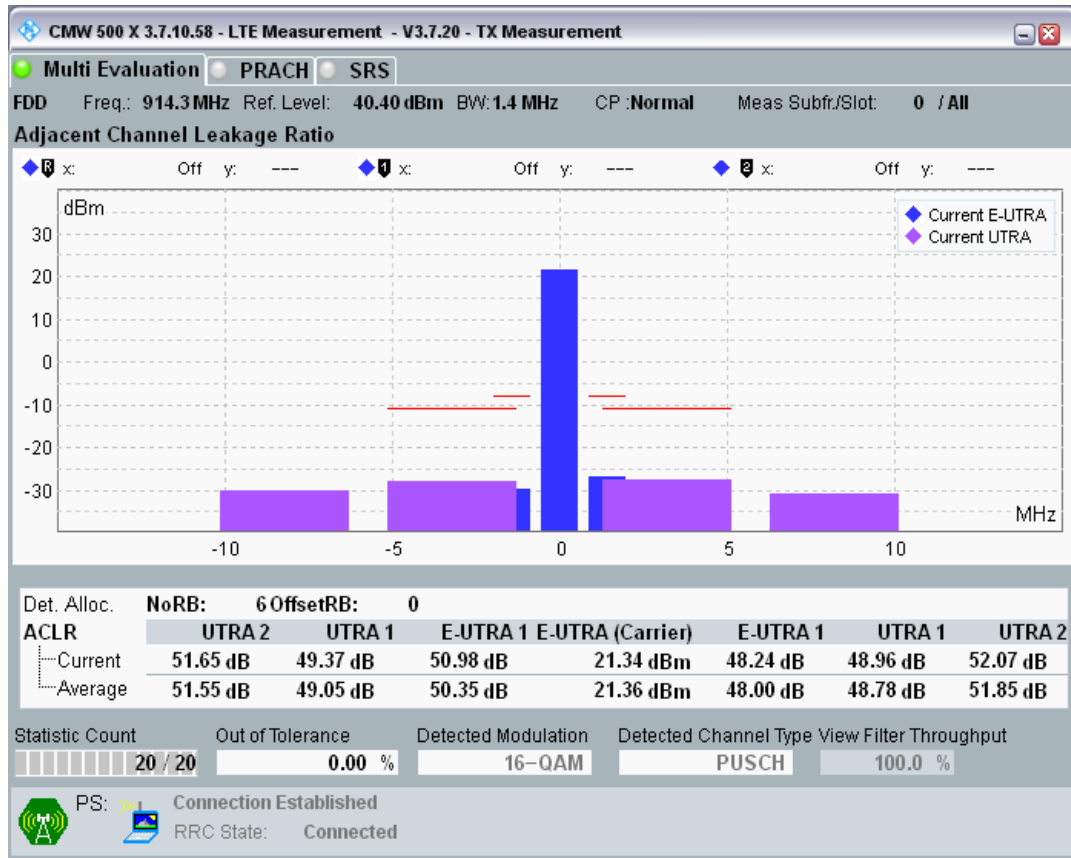 CMW 500 X 3.7.10.58 - LTE Measurement - V3.7.20 - TX Measurement
Multi Evaluation PRACH SRS
FDD Freq.: 914.3 MHz Ref. Level: 40.40 dBm BW: 1.4 MHz CP :Normal Meas Subfr./Slot: 0 / All
Adjacent Channel Leakage Ratio
R x: Off y: --- 1 x: Off y: --- 2 x: Off y: ---
dBm
Current E-UTRA
Current UTRA
30
20
10
0
-10
-20
-30
MHz
-10 -5 0 5 10
Det. Alloc. NoRB: 6 OffsetRB: 0
ACLR UTRA 2 UTRA 1 E-UTRA 1 E-UTRA (Carrier) E-UTRA 1 UTRA 1 UTRA 2
Current 51.65 dB 49.37 dB 50.98 dB 21.34 dBm 48.24 dB 48.96 dB 52.07 dB
Average 51.55 dB 49.05 dB 50.35 dB 21.36 dBm 48.00 dB 48.78 dB 51.85 dB
Statistic Count Out of Tolerance Detected Modulation Detected Channel Type View Filter Throughput
20 / 20 0.00 % 16-QAM PUSCH 100.0 %
PS: Connection Established
RRC State: Connected